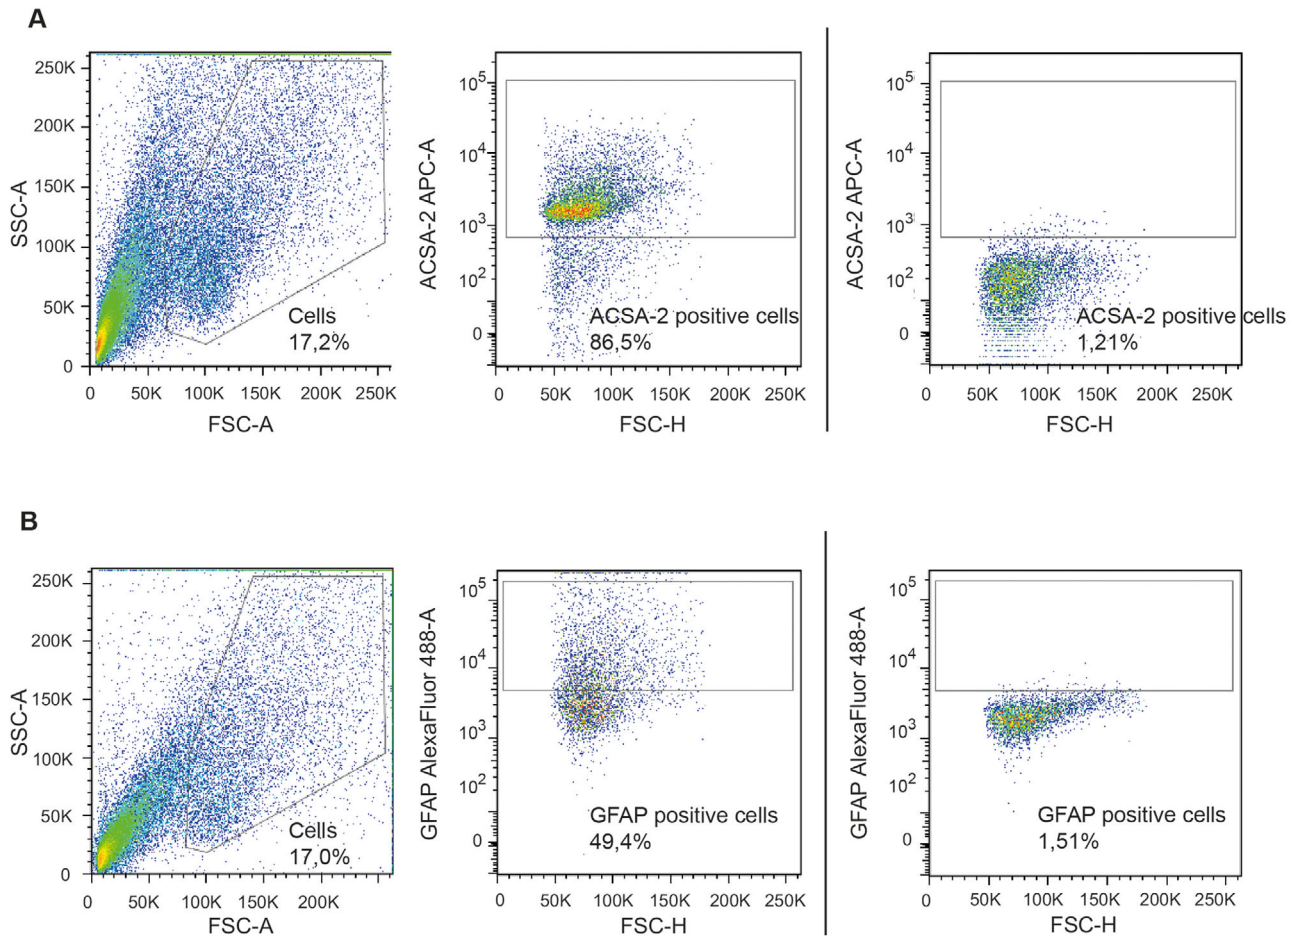 A
250K
200K
150K
100K
50K
0
SSC-A
Cells
17,2%
0 50K 100K 150K 200K 250K
FSC-A
10^5
10^4
10^3
10^2
0
ACSA-2 APC-A
ACSA-2 positive cells
86,5%
0 50K 100K 150K 200K 250K
FSC-H
10^5
10^4
10^3
10^2
0
ACSA-2 APC-A
ACSA-2 positive cells
1,21%
0 50K 100K 150K 200K 250K
FSC-H
B
250K
200K
150K
100K
50K
0
SSC-A
Cells
17,0%
0 50K 100K 150K 200K
FSC-A
10^5
10^4
10^3
10^2
0
GFAP AlexaFluor 488-A
GFAP positive cells
49,4%
0 50K 100K 150K 200K 250K
FSC-H
10^5
10^4
10^3
10^2
0
GFAP AlexaFluor 488-A
GFAP positive cells
1,51%
0 50K 100K 150K 200K 250K
FSC-H